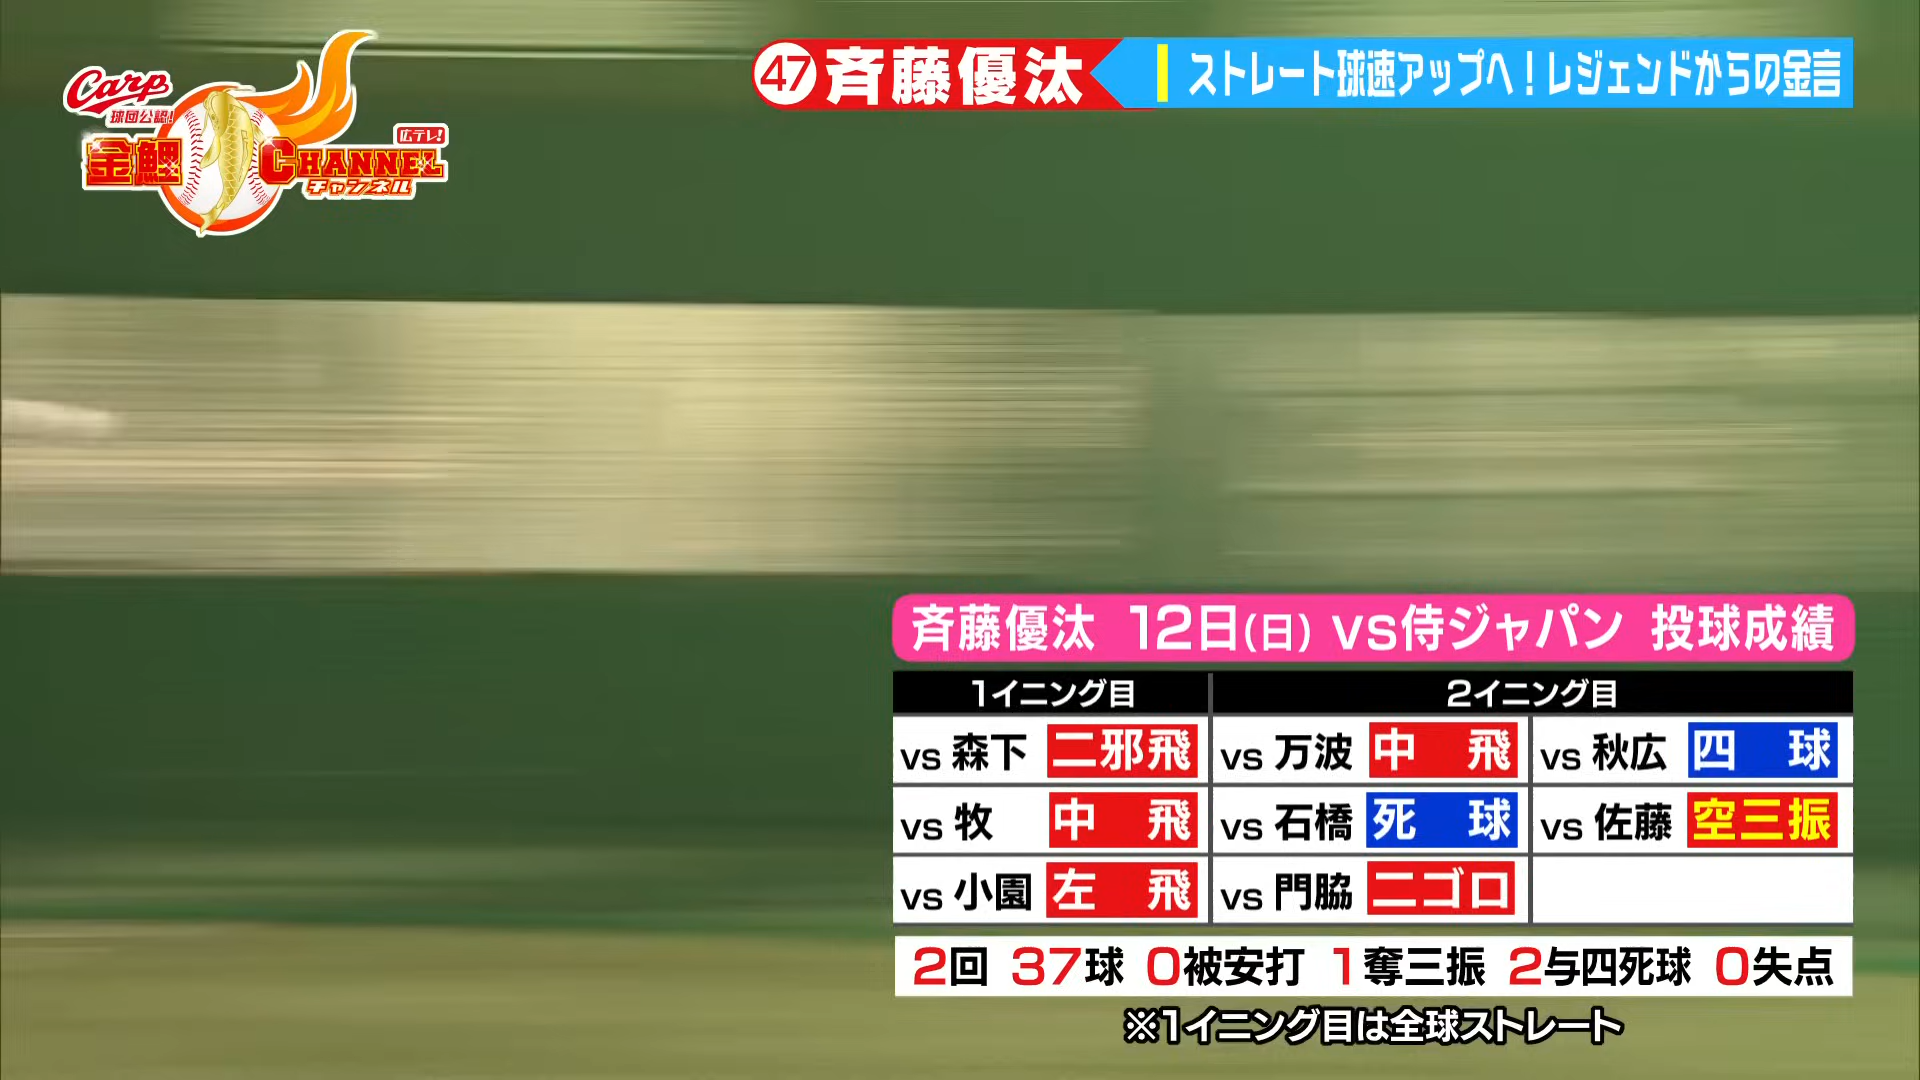 Carp
球団公認!
金鯉 CHANNEL
広テレ!
チャンネル
47 斉藤優汰 ストレート球速アップへ!レジェンドからの金言
斉藤優汰 12日(日) VS侍ジャパン 投球成績
1イニング目 2イニング目
vs 森下 二邪飛 vs 万波 中 飛 vs 秋広 四 球
vs 牧 中 飛 vs 石橋 死 球 vs 佐藤 空三振
vs 小園 左 飛 vs 門脇 二ゴロ
2回 37球 0被安打 1奪三振 2与四死球 0失点
※1イニング目は全球ストレート